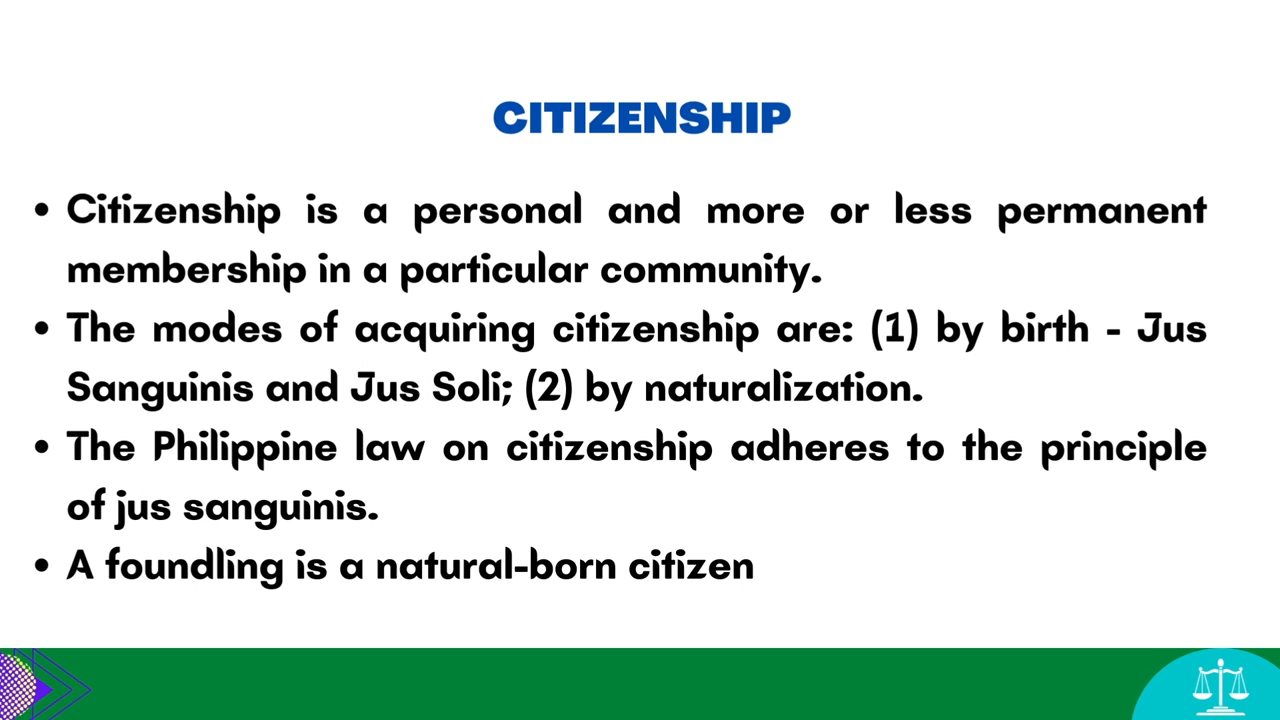 CITIZENSHIP
• Citizenship is a personal and more or less permanent
membership in a particular community.
• The modes of acquiring citizenship are: (1) by birth - Jus
Sanguinis and Jus Soli; (2) by naturalization.
• The Philippine law on citizenship adheres to the principle
of jus sanguinis.
• A foundling is a natural-born citizen